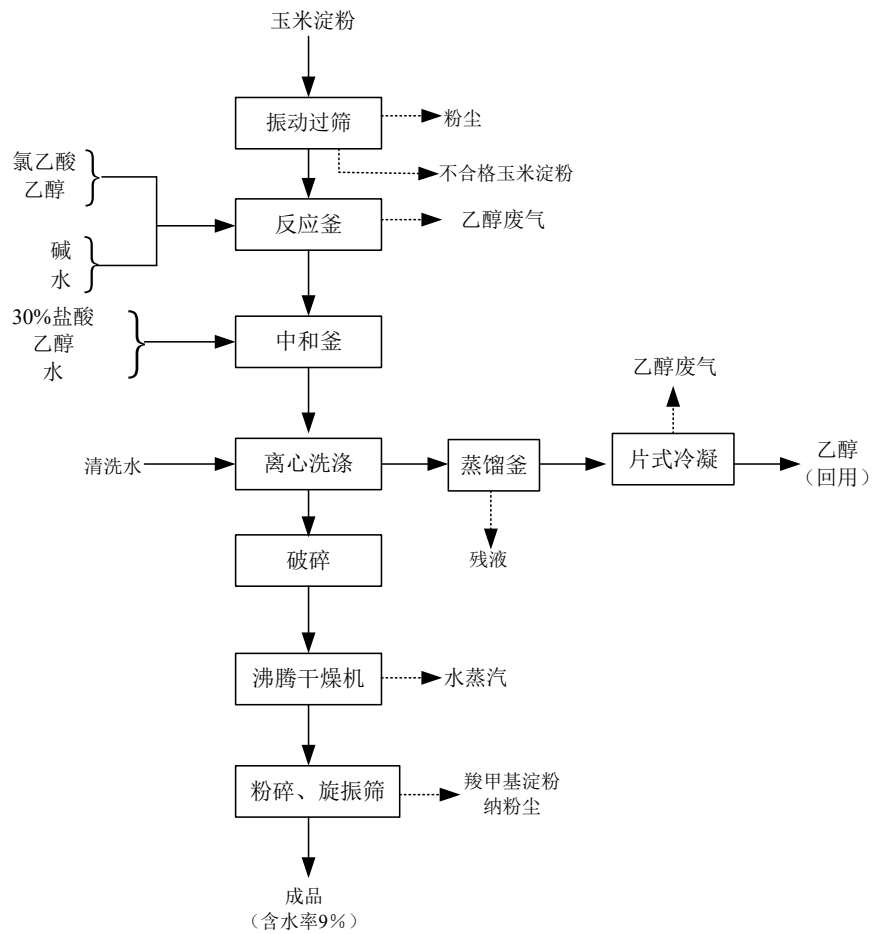 玉米淀粉
振动过筛
粉尘
不合格玉米淀粉
氯乙酸
乙醇
反应釜
乙醇废气
碱
水
30%盐酸
乙醇
水
中和釜
乙醇废气
清洗水
离心洗涤
蒸馏釜
片式冷凝
乙醇
（回用）
残液
破碎
沸腾干燥机
水蒸汽
粉碎、旋振筛
羧甲基淀粉
纳粉尘
成品
（含水率9%）